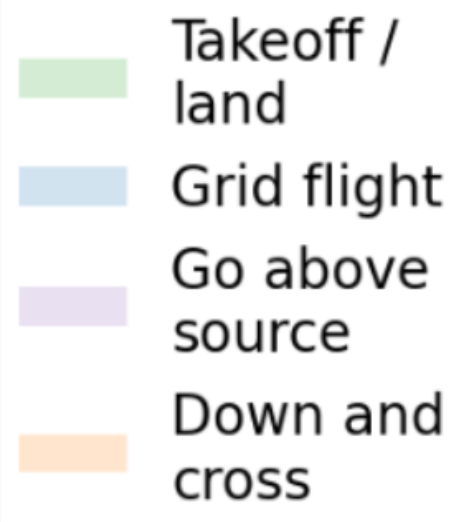 Takeoff /
land
Grid flight
Go above
source
Down and
cross